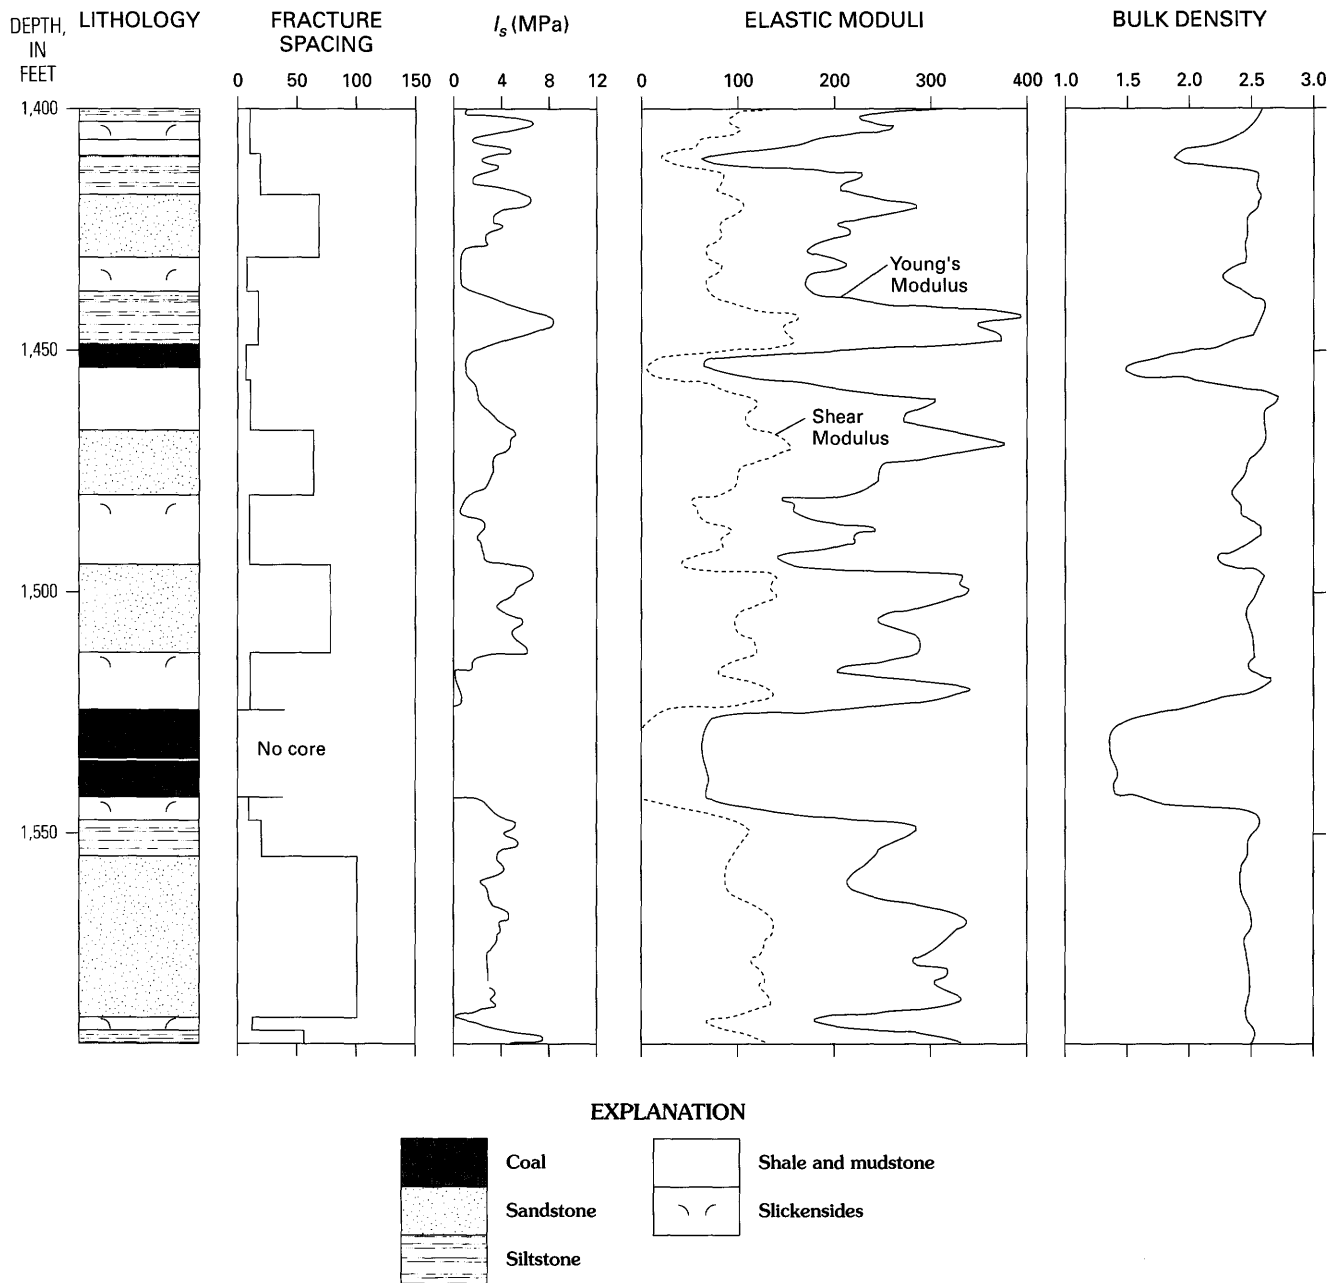 DEPTH, IN FEET
LITHOLOGY
FRACTURE SPACING
Is (MPa)
ELASTIC MODULI
BULK DENSITY
0 50 100 150
0 4 8 12
0 100 200 300 400
1.0 1.5 2.0 2.5 3.0
1,400
Young's
Modulus
1,450
Shear
Modulus
1,500
No core
1,550
EXPLANATION
Coal
Shale and mudstone
Sandstone
Slickensides
Siltstone